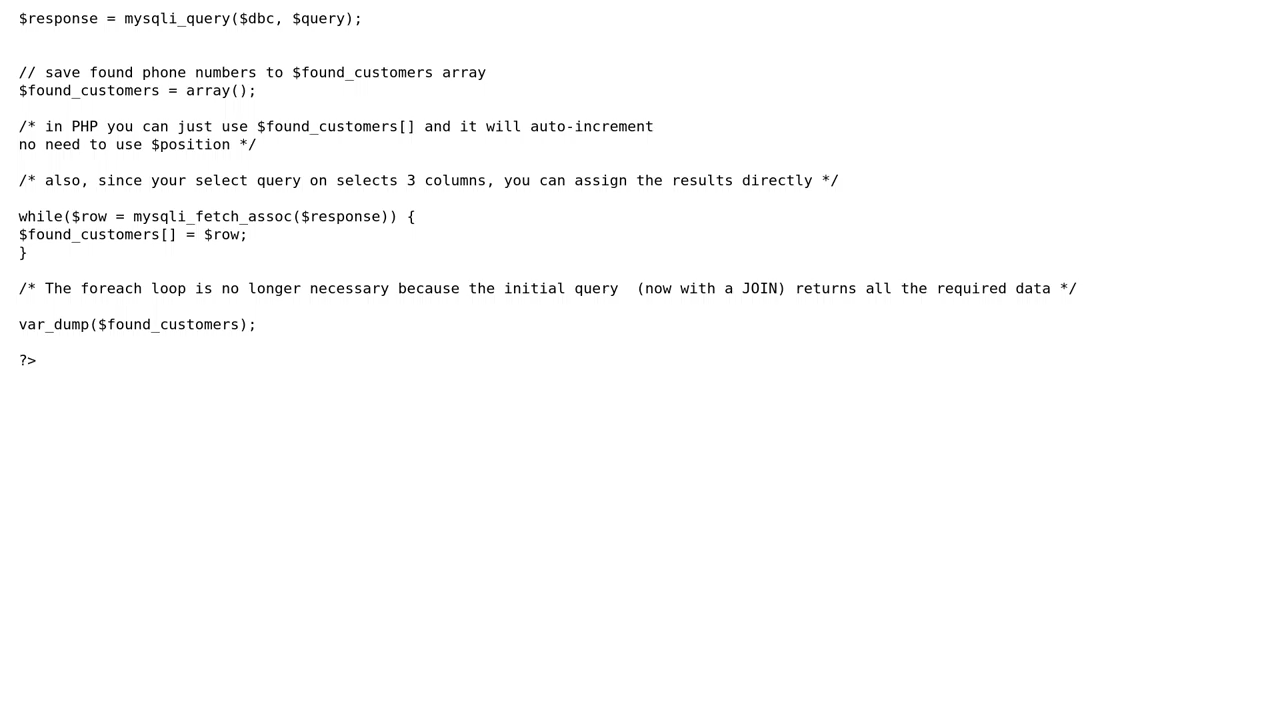 $response = mysqli_query($dbc, $query);
// save found phone numbers to $found_customers array
$found_customers = array();
/* in PHP you can just use $found_customers[] and it will auto-increment
no need to use $position */
/* also, since your select query on selects 3 columns, you can assign the results directly */
while($row = mysqli_fetch_assoc($response)) {
$found_customers[] = $row;
}
/* The foreach loop is no longer necessary because the initial query  (now with a JOIN) returns all the required data */
var_dump($found_customers);
?>